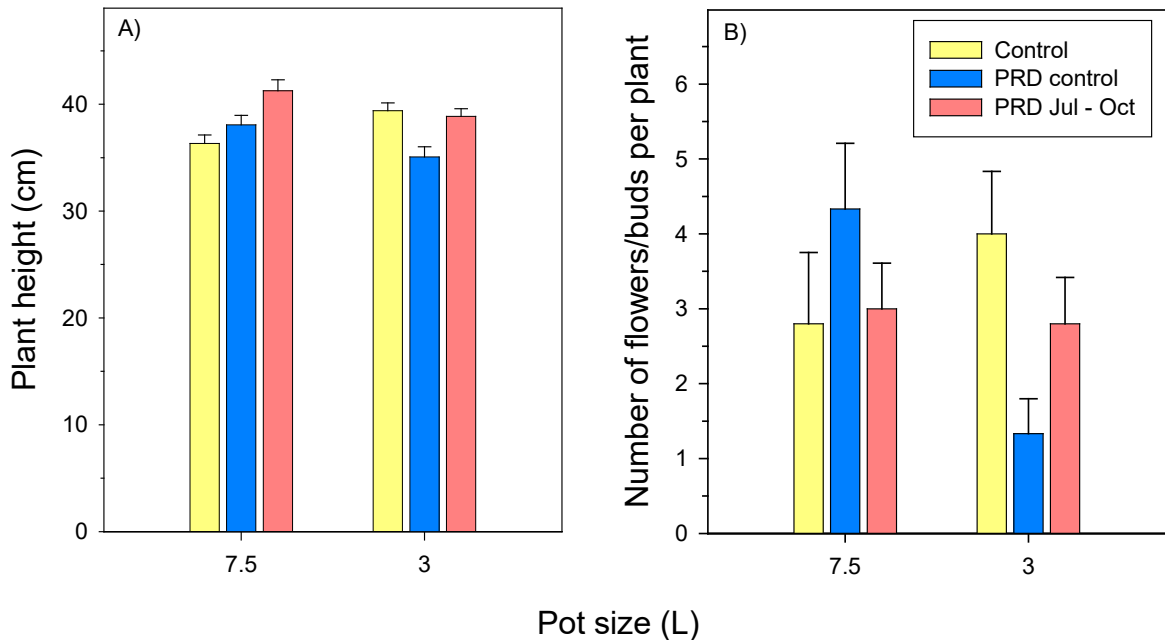 A)
Plant height (cm)
40
30
20
10
0
7.5
3
B)
Number of flowers/buds per plant
6
5
4
3
2
1
0
7.5
3
Control
PRD control
PRD Jul - Oct
Pot size (L)